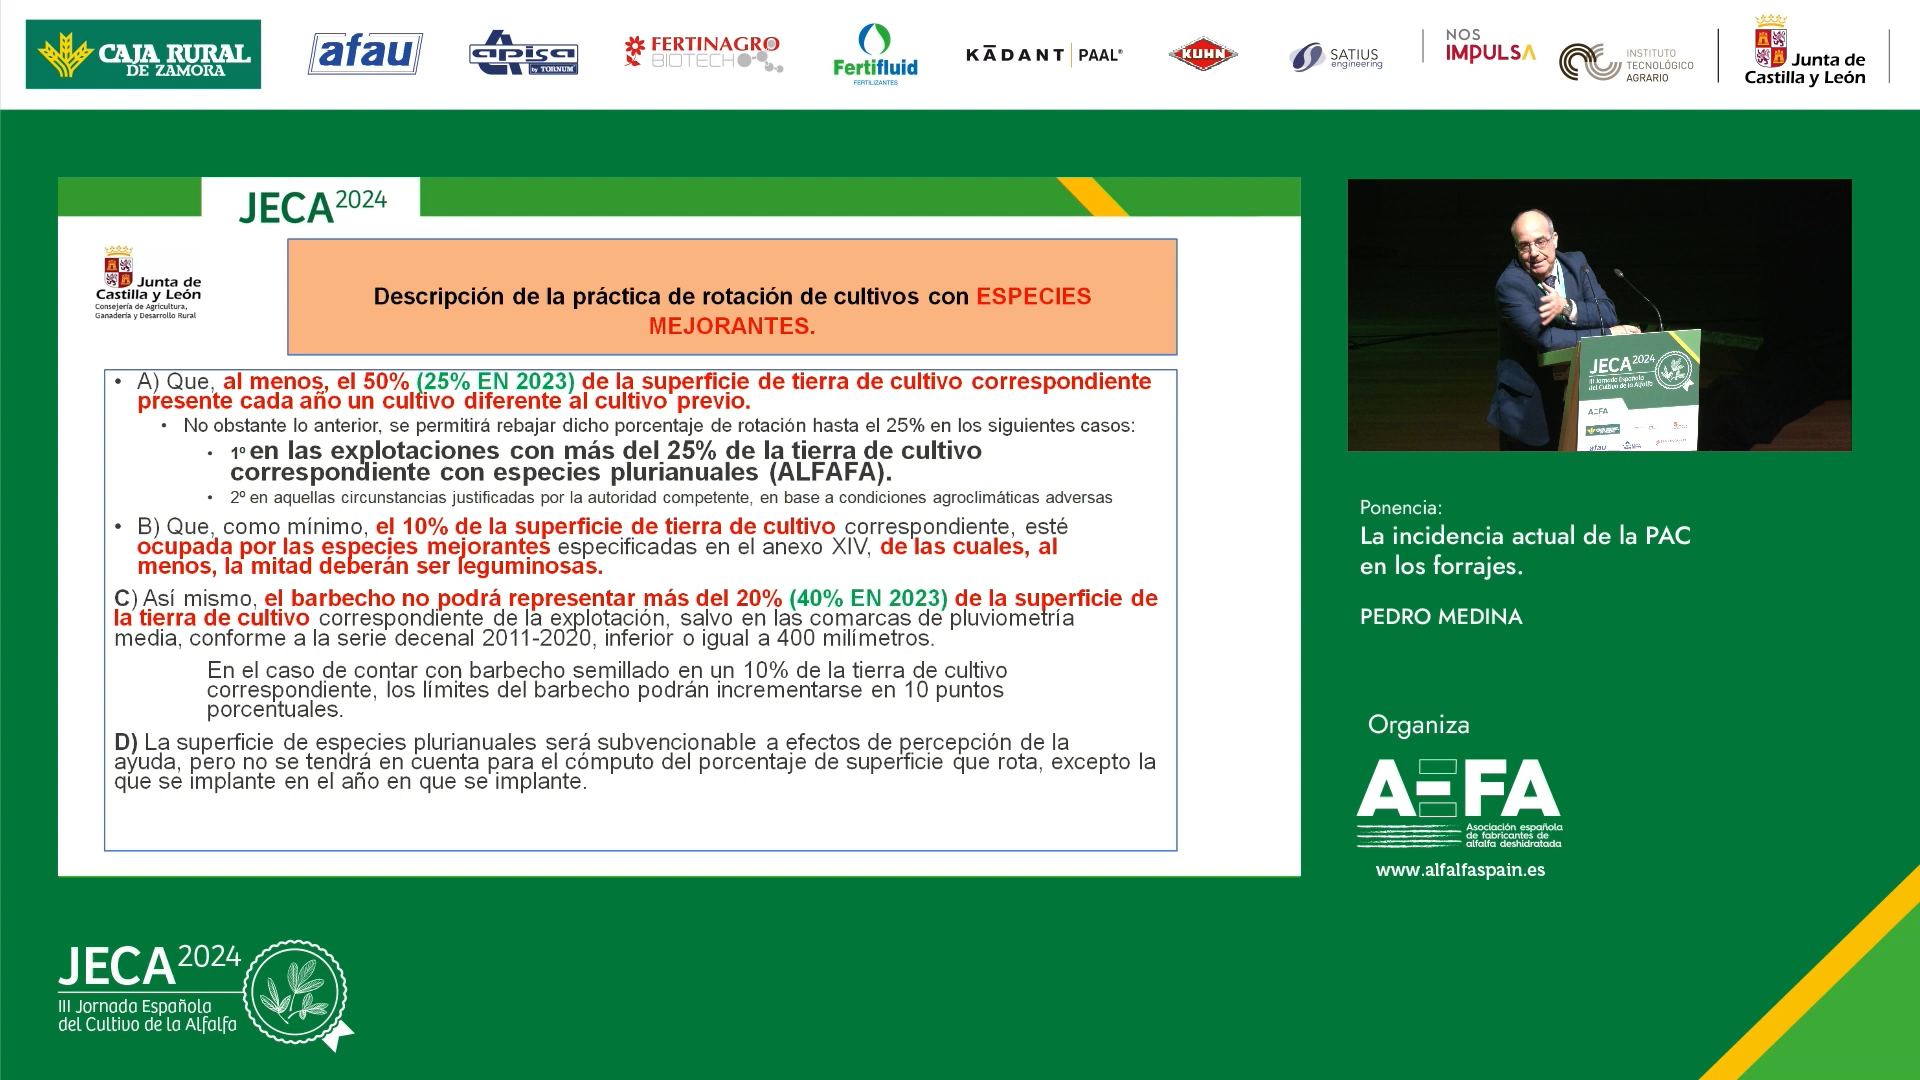 CAJA RURAL
DE ZAMORA
afau
apisa
by TORNUM®
FERTINAGRO
BIOTECH
Fertifluid
FERTILIZANTES
KADANT PAAL®
KUHN
SATIUS
engineering
NOS
IMPULSA
INSTITUTO
TECNOLÓGICO
AGRARIO
Junta de
Castilla y León
JECA 2024
Junta de
Castilla y León
Consejería de Agricultura,
Ganadería y Desarrollo Rural
Descripción de la práctica de rotación de cultivos con ESPECIES
MEJORANTES.
• A) Que, al menos, el 50% (25% EN 2023) de la superficie de tierra de cultivo correspondiente
presente cada año un cultivo diferente al cultivo previo.
• No obstante lo anterior, se permitirá rebajar dicho porcentaje de rotación hasta el 25% en los siguientes casos:
• 1º en las explotaciones con más del 25% de la tierra de cultivo
correspondiente con especies plurianuales (ALFAFA).
• 2º en aquellas circunstancias justificadas por la autoridad competente, en base a condiciones agroclimáticas adversas
• B) Que, como mínimo, el 10% de la superficie de tierra de cultivo correspondiente, esté
ocupada por las especies mejorantes especificadas en el anexo XIV, de las cuales, al
menos, la mitad deberán ser leguminosas.
C) Así mismo, el barbecho no podrá representar más del 20% (40% EN 2023) de la superficie de
la tierra de cultivo correspondiente de la explotación, salvo en las comarcas de pluviometría
media, conforme a la serie decenal 2011-2020, inferior o igual a 400 milímetros.
En el caso de contar con barbecho semillado en un 10% de la tierra de cultivo
correspondiente, los límites del barbecho podrán incrementarse en 10 puntos
porcentuales.
D) La superficie de especies plurianuales será subvencionable a efectos de percepción de la
ayuda, pero no se tendrá en cuenta para el cómputo del porcentaje de superficie que rota, excepto la
que se implante en el año en que se implante.
JECA 2024
III Jornada Española
del Cultivo de la Alfalfa
AEFA
afau
Ponencia:
La incidencia actual de la PAC
en los forrajes.
PEDRO MEDINA
Organiza
AEFA
Asociación española
de fabricantes de
alfalfa deshidratada
www.alfalfaspain.es
JECA 2024
III Jornada Española
del Cultivo de la Alfalfa